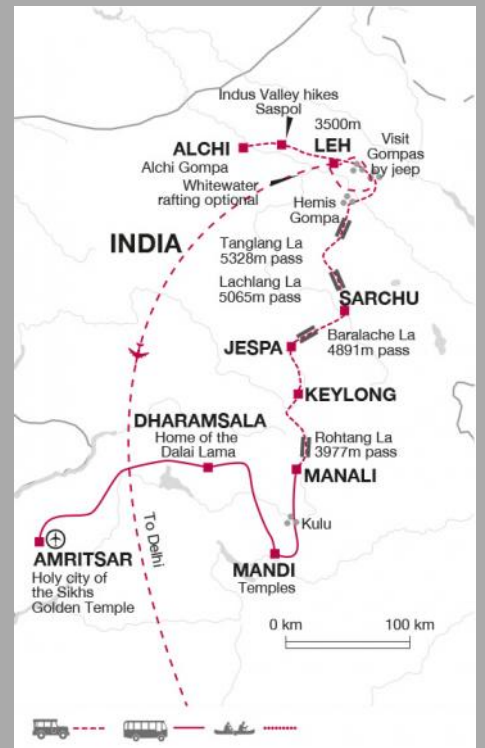 Indus Valley hikes
Saspol
3500m
ALCHI
LEH
Visit
Gompas
by jeep
Alchi Gompa
Whitewater
rafting optional
Hemis
Gompa
INDIA
Tanglang La
5328m pass
Lachlang La
5065m pass
SARCHU
Baralache La
4891m pass
JESPA
KEYLONG
DHARAMSALA
Home of the
Dalai Lama
Rohtang La
3977m pass
MANALI
Kulu
To Delhi
AMRITSAR
Holy city of
the Sikhs
Golden Temple
MANDI
Temples
0 km
100 km